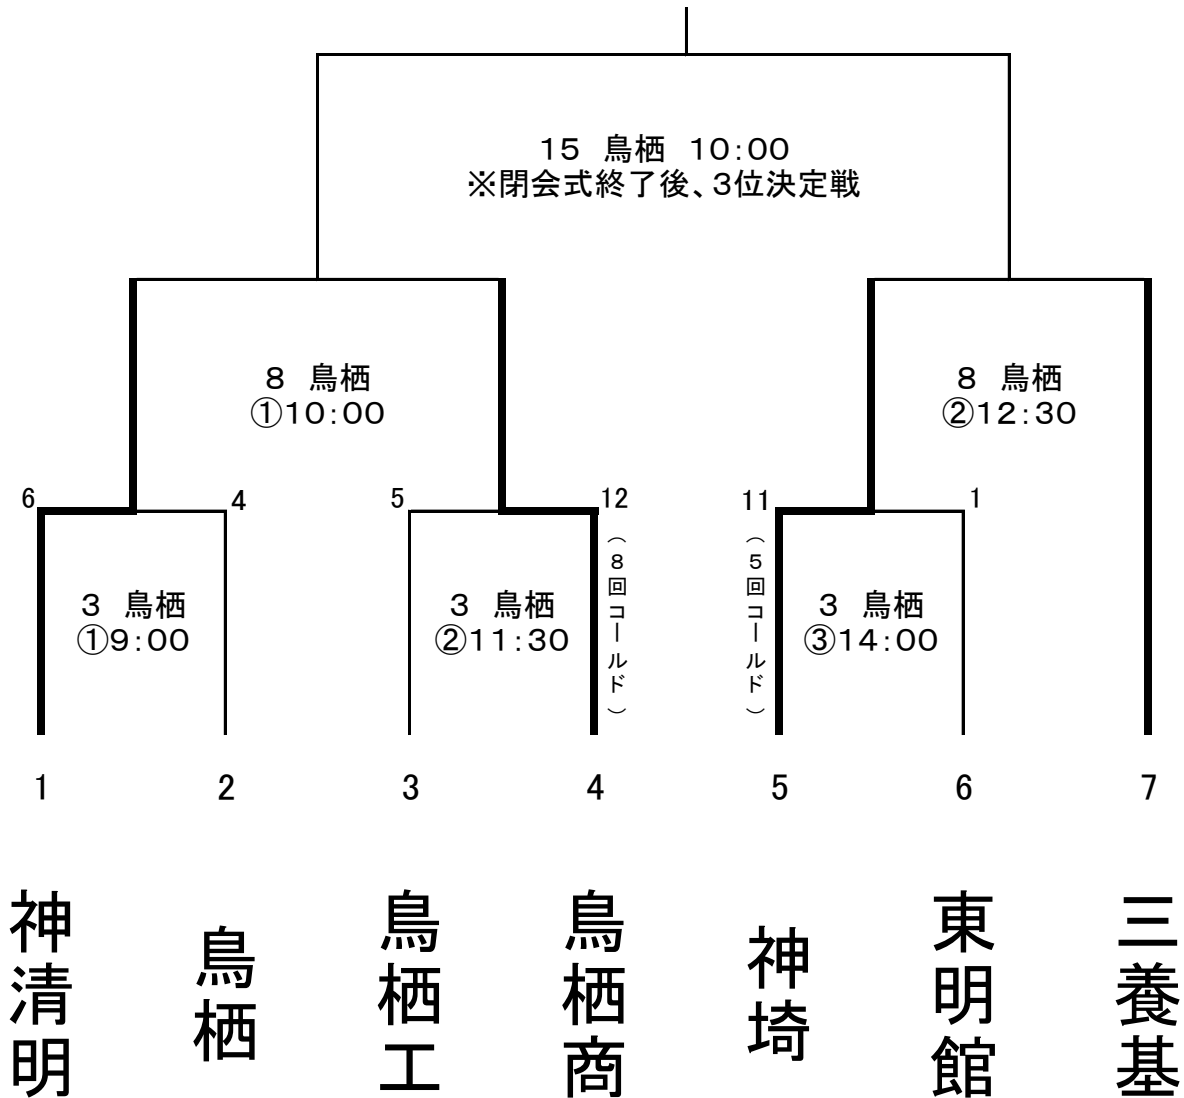 15 鳥栖 10:00
※閉会式終了後、3位決定戦
8 鳥栖
①10:00
8 鳥栖
②12:30
6
4
5
12
11
1
(8回コールド)
(5回コールド)
3 鳥栖
①9:00
3 鳥栖
②11:30
3 鳥栖
③14:00
1
2
3
4
5
6
7
神清明
鳥栖
鳥栖工
鳥栖商
神埼
東明館
三養基